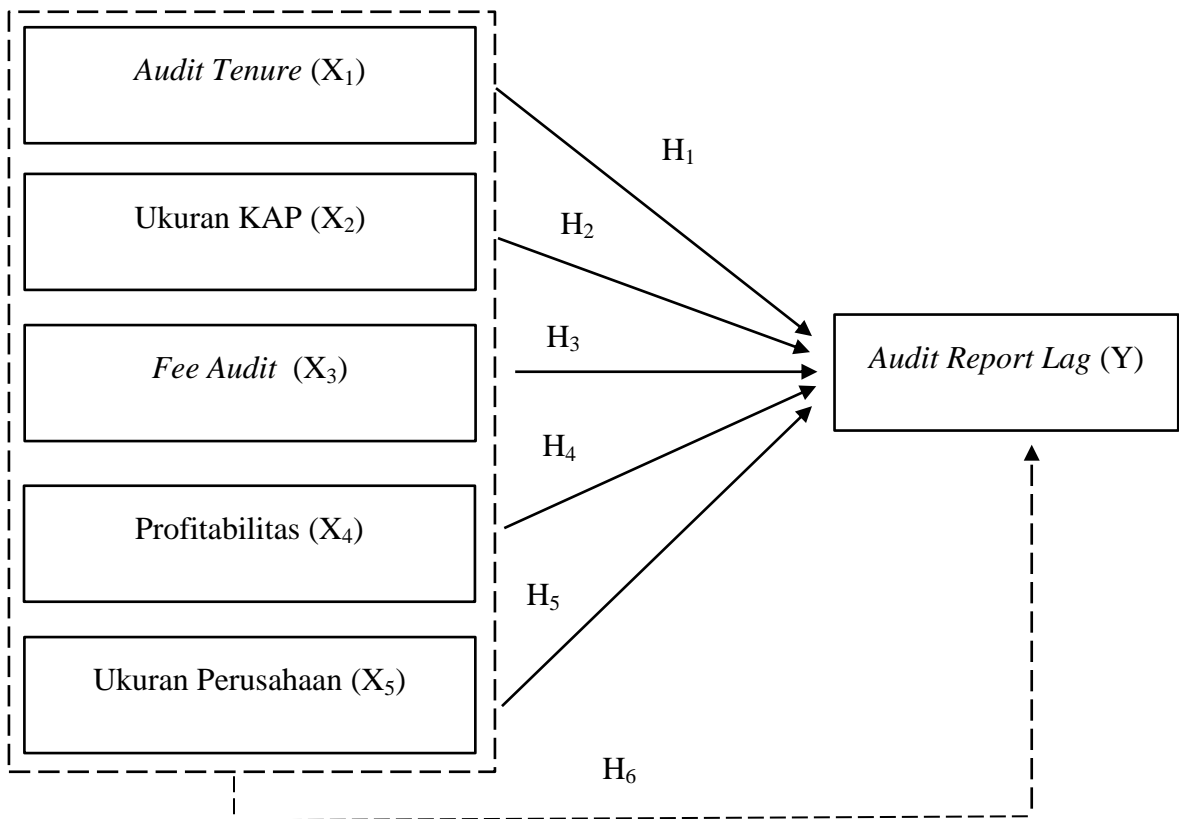 Audit Tenure (X₁)
H₁
Ukuran KAP (X₂)
H₂
Fee Audit (X₃)
H₃
Audit Report Lag (Y)
H₄
Profitabilitas (X₄)
H₅
Ukuran Perusahaan (X₅)
H₆